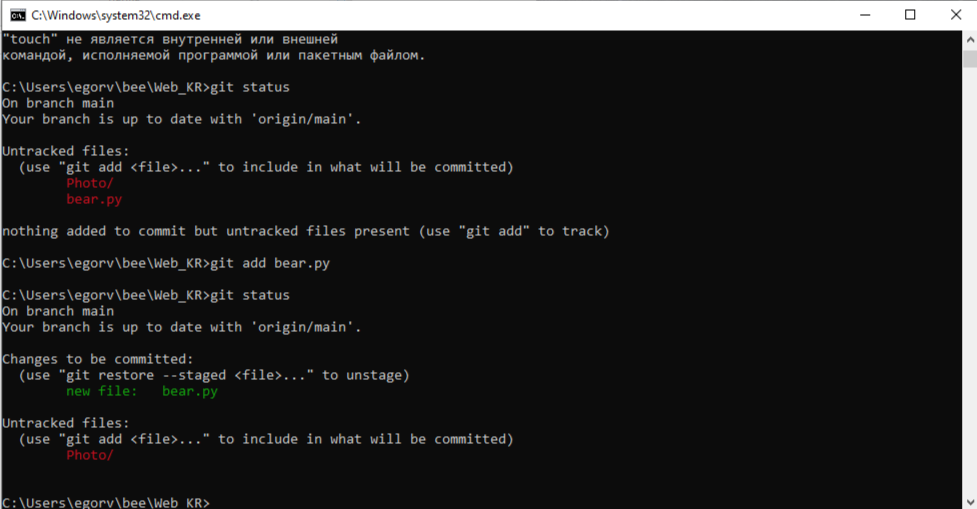 C:\Windows\system32\cmd.exe
"touch" не является внутренней или внешней
командой, исполняемой программой или пакетным файлом.
C:\Users\egorv\bee\Web_KR>git status
On branch main
Your branch is up to date with 'origin/main'.
Untracked files:
  (use "git add <file>..." to include in what will be committed)
        Photo/
        bear.py
nothing added to commit but untracked files present (use "git add" to track)
C:\Users\egorv\bee\Web_KR>git add bear.py
C:\Users\egorv\bee\Web_KR>git status
On branch main
Your branch is up to date with 'origin/main'.
Changes to be committed:
  (use "git restore --staged <file>..." to unstage)
        new file:   bear.py
Untracked files:
  (use "git add <file>..." to include in what will be committed)
        Photo/
C:\Users\egorv\bee\Web_KR>